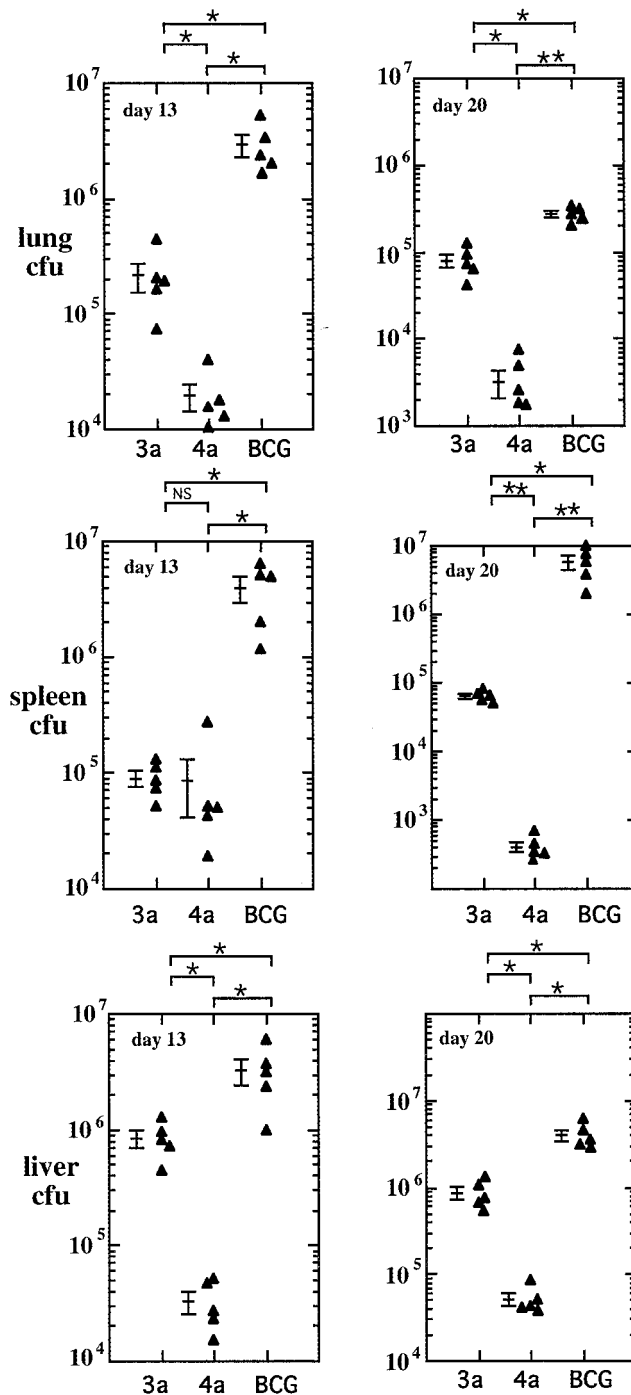 * *
* * * **
10^7 10^7
day 13 day 20
10^6 10^6
lung
cfu
10^5 10^5
10^4
10^4 10^3
3a 4a BCG 3a 4a BCG
* *
NS * ** **
10^7 10^7
day 13 day 20
10^6
10^6
spleen
cfu
10^5
10^5 10^4
10^3
10^4
3a 4a BCG 3a 4a BCG
* *
* * * *
10^7
day 13 day 20
10^7
10^6
liver
cfu
10^6
10^5
10^5
10^4 10^4
3a 4a BCG 3a 4a BCG